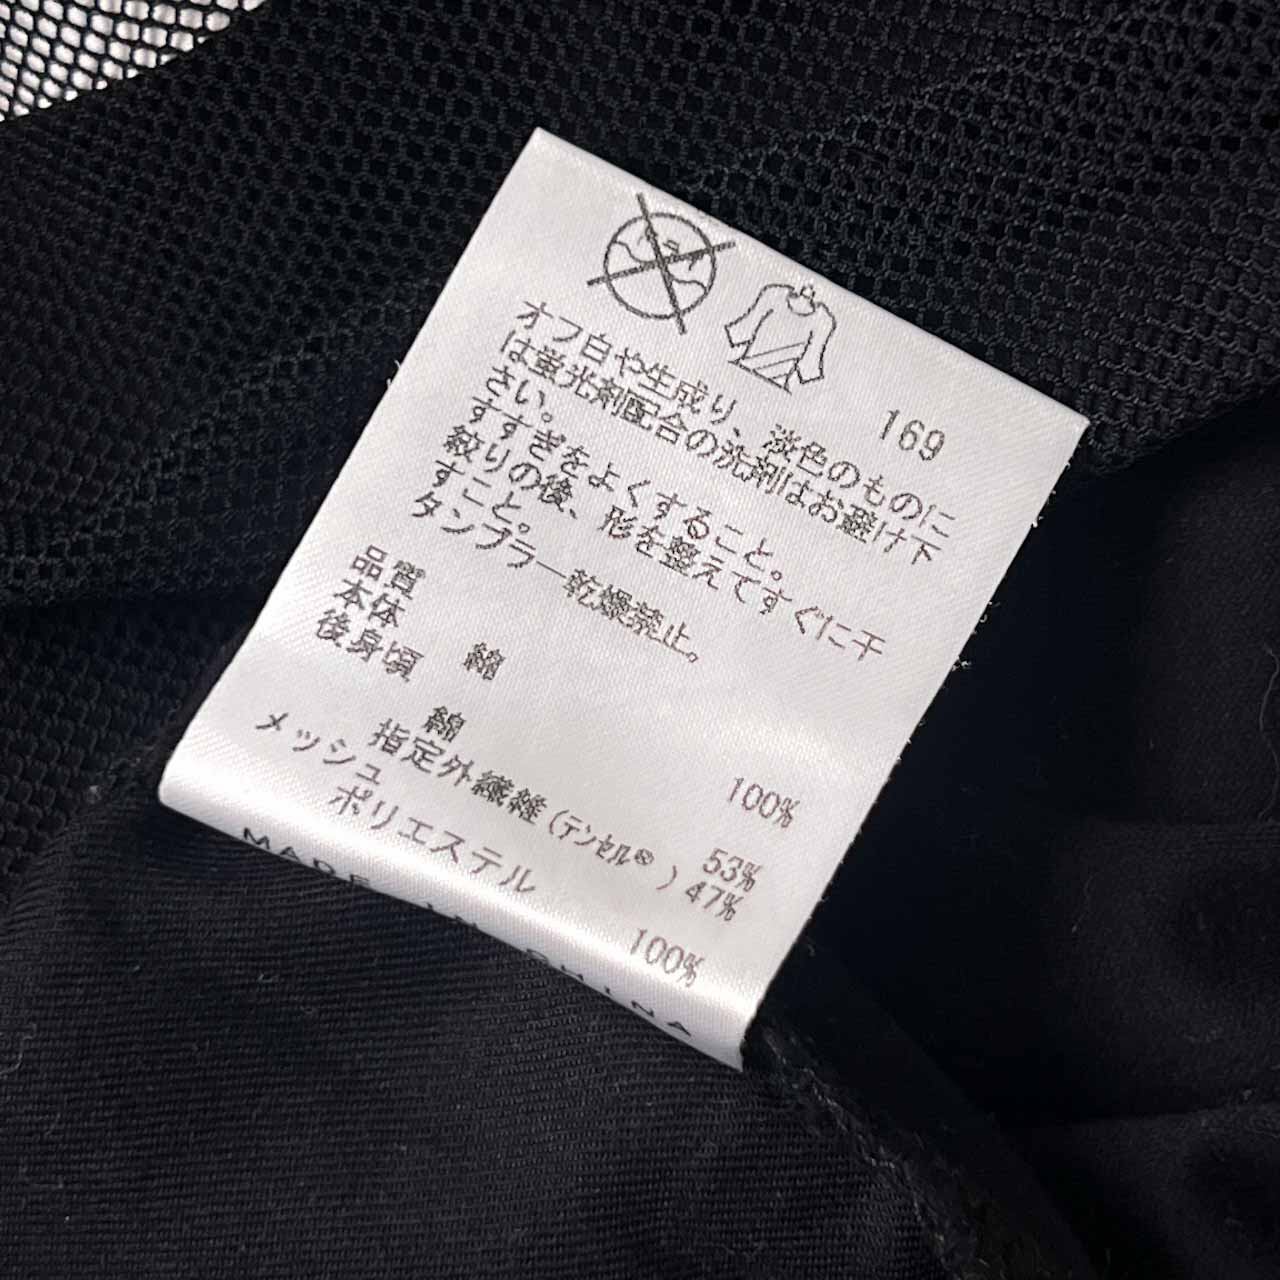 169
オフ白や生成り、淡色のものに
は蛍光剤配合の洗剤はお避け下
さい。
すすぎをよくすること。
絞りの後、形を整えてすぐに干
すこと。
タンブラー乾燥禁止。
品質
本体
綿 100%
後身頃
綿 53%
指定外繊維(テンセル®) 47%
メッシュ
ポリエステル 100%
MADE IN CHINA